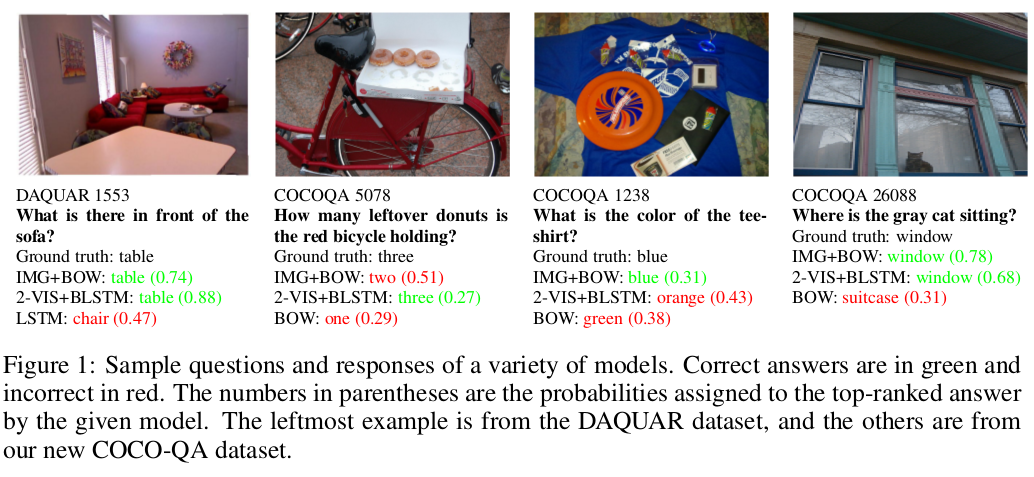 DAQUAR 1553
What is there in front of the
sofa?
Ground truth: table
IMG+BOW: table (0.74)
2-VIS+BLSTM: table (0.88)
LSTM: chair (0.47)
COCOQA 5078
How many leftover donuts is
the red bicycle holding?
Ground truth: three
IMG+BOW: two (0.51)
2-VIS+BLSTM: three (0.27)
BOW: one (0.29)
COCOQA 1238
What is the color of the tee-
shirt?
Ground truth: blue
IMG+BOW: blue (0.31)
2-VIS+BLSTM: orange (0.43)
BOW: green (0.38)
COCOQA 26088
Where is the gray cat sitting?
Ground truth: window
IMG+BOW: window (0.78)
2-VIS+BLSTM: window (0.68)
BOW: suitcase (0.31)
Figure 1: Sample questions and responses of a variety of models. Correct answers are in green and
incorrect in red. The numbers in parentheses are the probabilities assigned to the top-ranked answer
by the given model. The leftmost example is from the DAQUAR dataset, and the others are from
our new COCO-QA dataset.